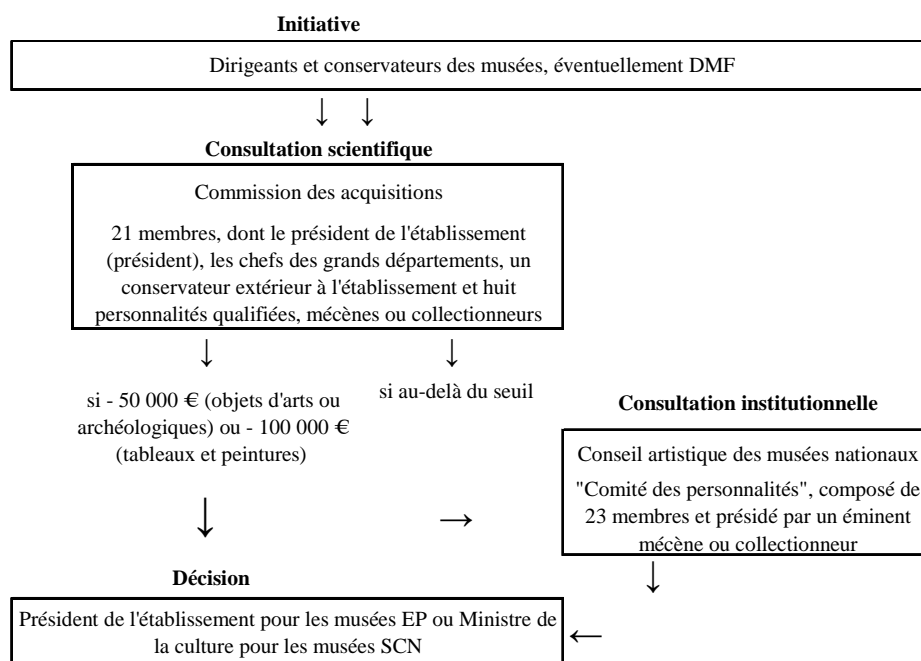 Initiative
Dirigeants et conservateurs des musées, éventuellement DMF
↓ ↓
Consultation scientifique
Commission des acquisitions
21 membres, dont le président de l'établissement
(président), les chefs des grands départements, un
conservateur extérieur à l'établissement et huit
personnalités qualifiées, mécènes ou collectionneurs
↓ ↓
si - 50 000 € (objets d'arts ou
archéologiques) ou - 100 000 €
(tableaux et peintures)
si au-delà du seuil
Consultation institutionnelle
Conseil artistique des musées nationaux
"Comité des personnalités", composé de
23 membres et présidé par un éminent
mécène ou collectionneur
↓ → ↓
Décision
Président de l'établissement pour les musées EP ou Ministre de
la culture pour les musées SCN
←